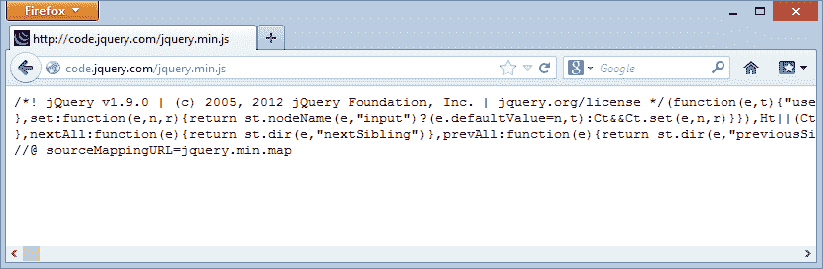 Firefox
http://code.jquery.com/jquery.min.js
code.jquery.com/jquery.min.js
Google
/*! jQuery v1.9.0 | (c) 2005, 2012 jQuery Foundation, Inc. | jquery.org/license */(function(e,t){"use
},set:function(e,n,r){return st.nodeName(e,"input")?(e.defaultValue=n,t):Ct&&Ct.set(e,n,r)}}),Ht||(Ct
},nextAll:function(e){return st.dir(e,"nextSibling")},prevAll:function(e){return st.dir(e,"previousSi
//@ sourceMappingURL=jquery.min.map